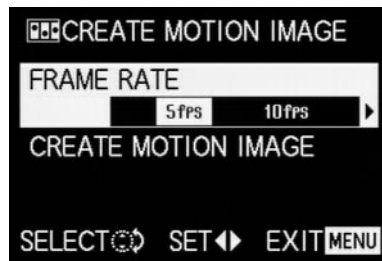 CREATE MOTION IMAGE
FRAME RATE
5fps 10fps
CREATE MOTION IMAGE
SELECT SET EXIT MENU